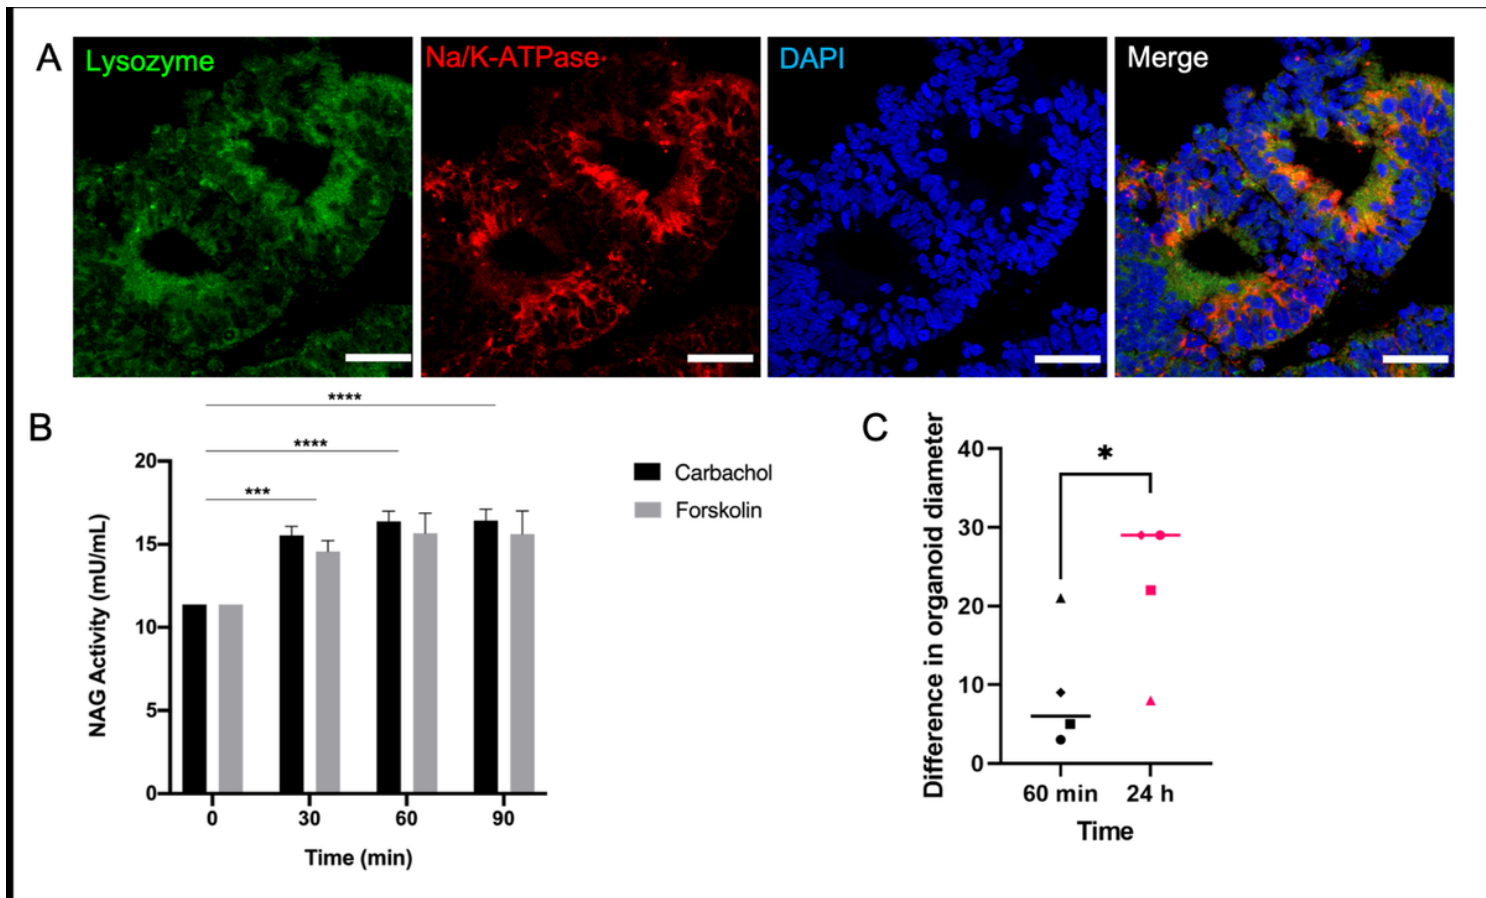 A
Lysozyme
Na/K-ATPase
DAPI
Merge
B
****
****
***
20
15
10
5
0
NAG Activity (mU/mL)
0 30 60 90
Time (min)
Carbachol
Forskolin
C
*
40
30
20
10
0
Difference in organoid diameter
60 min 24 h
Time